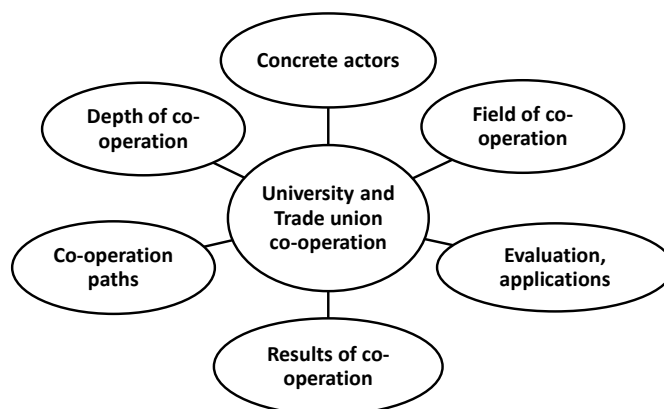 Concrete actors
Depth of co-
operation
Field of co-
operation
University and
Trade union
co-operation
Co-operation
paths
Evaluation,
applications
Results of co-
operation